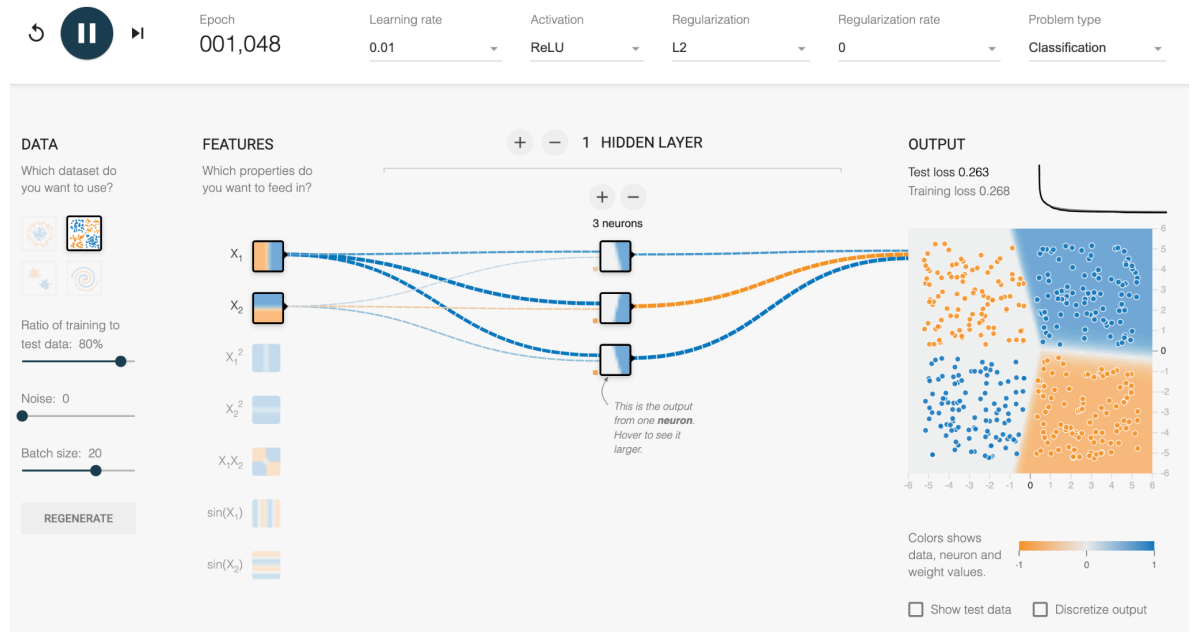 Epoch
001,048
Learning rate
0.01
Activation
ReLU
Regularization
L2
Regularization rate
0
Problem type
Classification
DATA
Which dataset do
you want to use?
Ratio of training to
test data: 80%
Noise: 0
Batch size: 20
REGENERATE
FEATURES
Which properties do
you want to feed in?
X₁
X₂
X₁²
X₂²
X₁X₂
sin(X₁)
sin(X₂)
+ − 1 HIDDEN LAYER
+ −
3 neurons
This is the output
from one neuron.
Hover to see it
larger.
OUTPUT
Test loss 0.263
Training loss 0.268
6
5
4
3
2
1
0
-1
-2
-3
-4
-5
-6
-6 -5 -4 -3 -2 -1 0 1 2 3 4 5 6
Colors shows
data, neuron and
weight values.
-1 0 1
Show test data
Discretize output